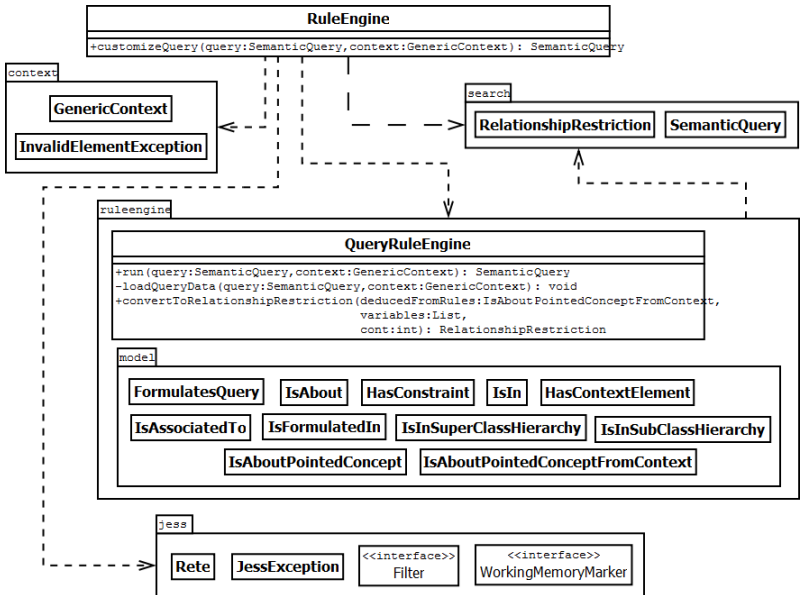 RuleEngine
+customizeQuery(query:SemanticQuery,context:GenericContext): SemanticQuery
context
GenericContext
InvalidElementException
search
RelationshipRestriction
SemanticQuery
ruleengine
QueryRuleEngine
+run(query:SemanticQuery,context:GenericContext): SemanticQuery
-loadQueryData(query:SemanticQuery,context:GenericContext): void
+convertToRelationshipRestriction(deducedFromRules:IsAboutPointedConceptFromContext,
variables:List,
cont:int): RelationshipRestriction
model
FormulatesQuery
IsAbout
HasConstraint
IsIn
HasContextElement
IsAssociatedTo
IsFormulatedIn
IsInSuperClassHierarchy
IsInSubClassHierarchy
IsAboutPointedConcept
IsAboutPointedConceptFromContext
jess
Rete
JessException
<<interface>>
Filter
<<interface>>
WorkingMemoryMarker